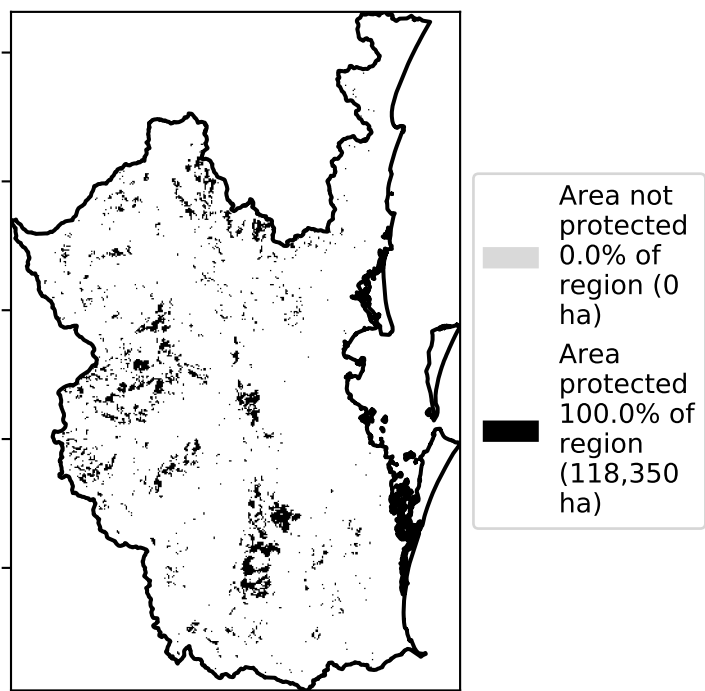 Area not
protected
0.0% of
region (0
ha)
Area
protected
100.0% of
region
(118,350
ha)